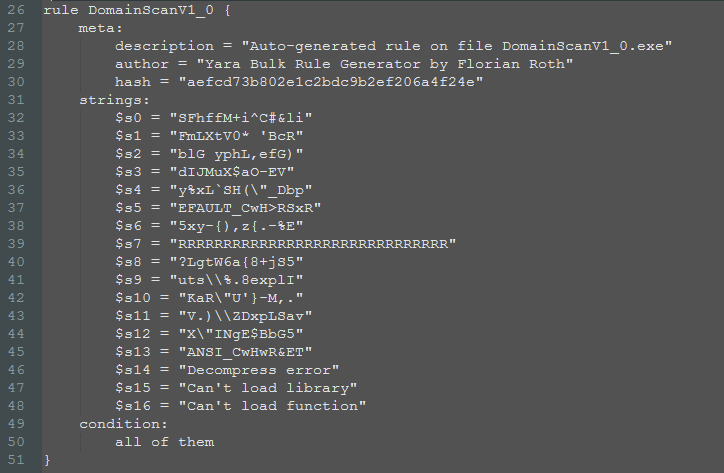 26 rule DomainScanV1_0 {
27 meta:
28 description = "Auto-generated rule on file DomainScanV1_0.exe"
29 author = "Yara Bulk Rule Generator by Florian Roth"
30 hash = "aefcd73b802e1c2bdc9b2ef206a4f24e"
31 strings:
32 $s0 = "SFhffM+i^C#&li"
33 $s1 = "FmLXtV0* 'BcR"
34 $s2 = "blG yphL,efG)"
35 $s3 = "dIJMuX$aO-EV"
36 $s4 = "y%xL`SH(\"_Dbp"
37 $s5 = "EFAULT_CwH>RSxR"
38 $s6 = "5xy-{),z{.-%E"
39 $s7 = "RRRRRRRRRRRRRRRRRRRRRRRRRRRRRR"
40 $s8 = "?LgtW6a{8+jS5"
41 $s9 = "uts\\%.8explI"
42 $s10 = "KaR\"U'}-M,."
43 $s11 = "V.)\\ZDxpLSav"
44 $s12 = "X\"INgE$BbG5"
45 $s13 = "ANSI_CwHwR&ET"
46 $s14 = "Decompress error"
47 $s15 = "Can't load library"
48 $s16 = "Can't load function"
49 condition:
50 all of them
51 }